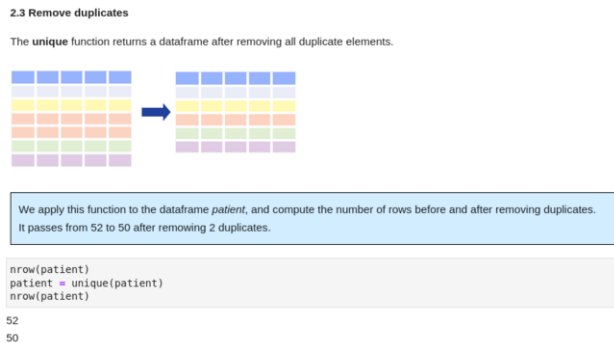 2.3 Remove duplicates
The unique function returns a dataframe after removing all duplicate elements.
We apply this function to the dataframe patient, and compute the number of rows before and after removing duplicates.
It passes from 52 to 50 after remowing 2 duplicates.
nrow(patient)
patient = unique(patient)
nrow(patient)
52
50